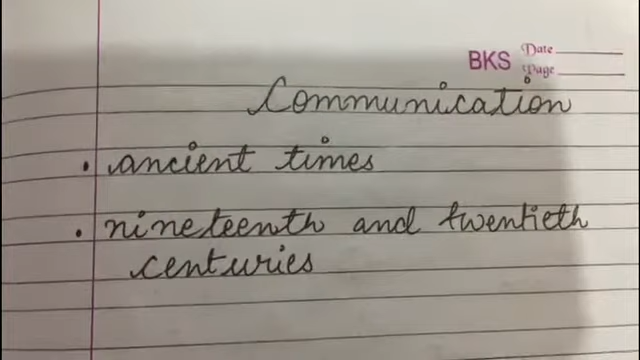 BKS Date
Page
Communication
• ancient times
• nineteenth and twentieth
centuries